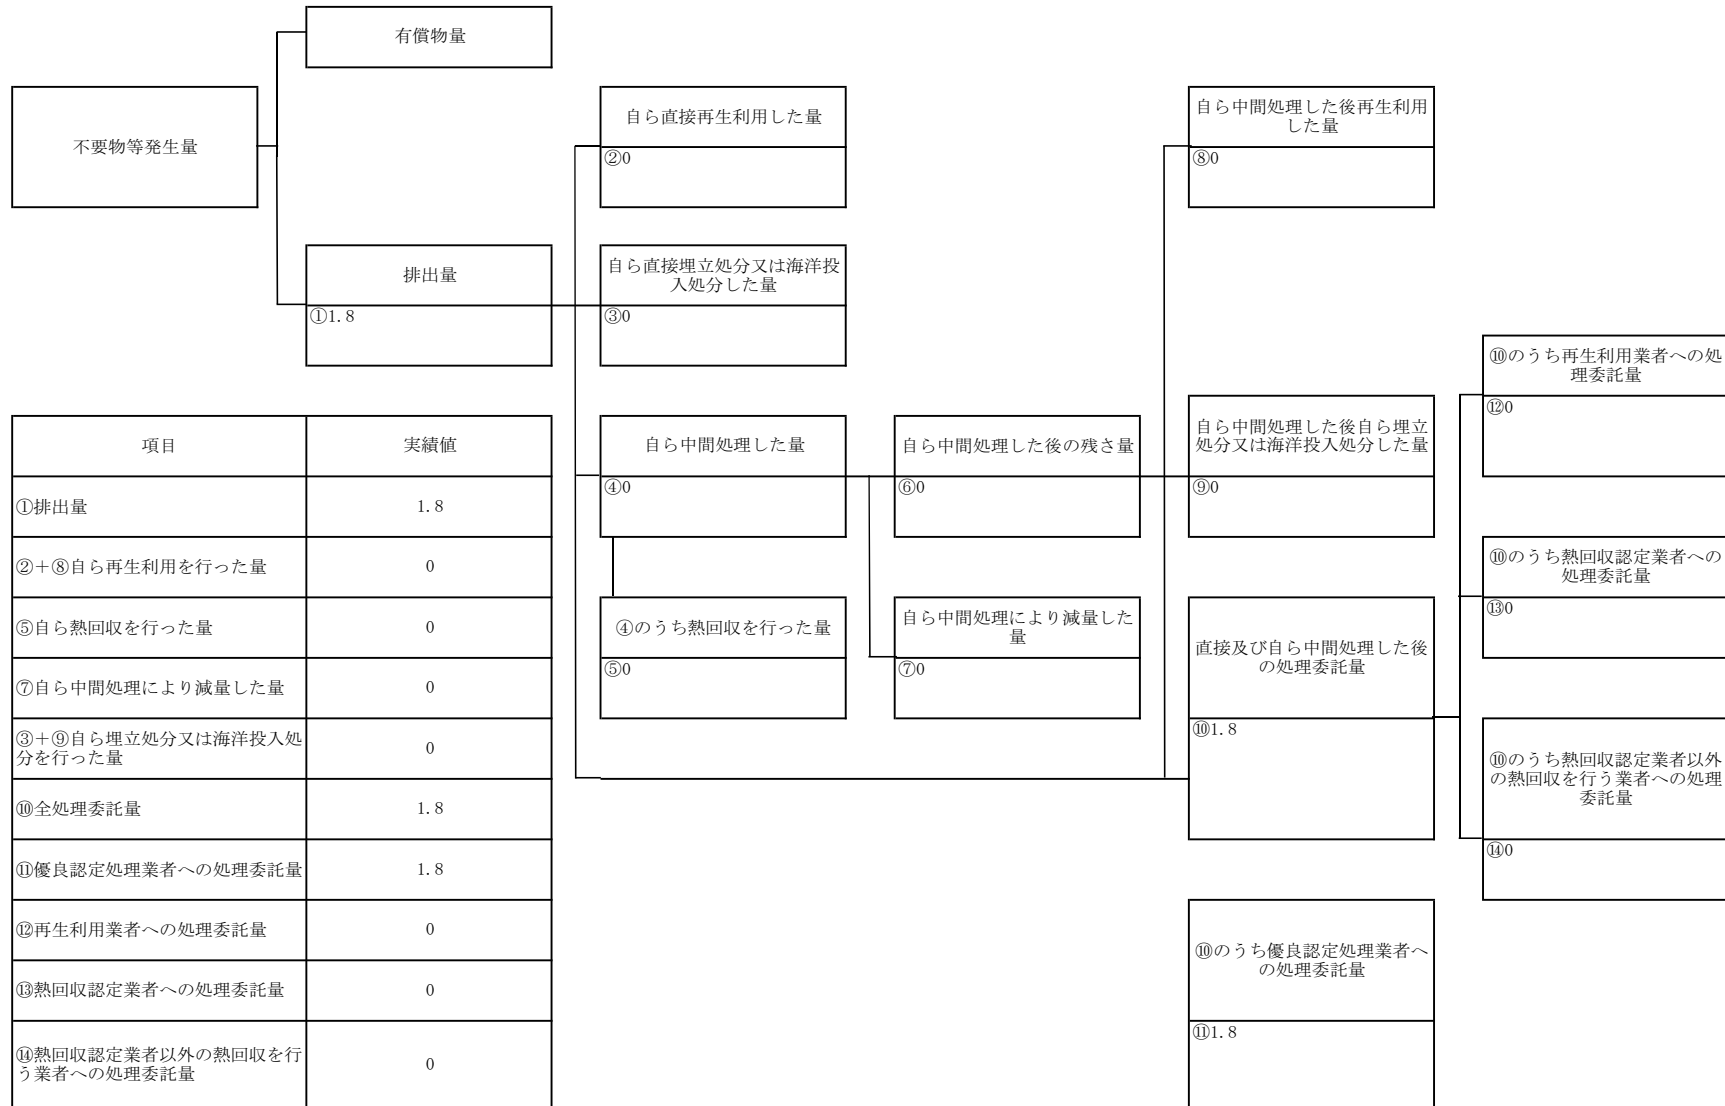 有償物量
不要物等発生量
自ら直接再生利用した量
②0
自ら中間処理した後再生利用
した量
⑧0
排出量
①1.8
自ら直接埋立処分又は海洋投
入処分した量
③0
⑩のうち再生利用業者への処
理委託量
⑫0
自ら中間処理した量
④0
自ら中間処理した後の残さ量
⑥0
自ら中間処理した後自ら埋立
処分又は海洋投入処分した量
⑨0
⑩のうち熱回収認定業者への
処理委託量
⑬0
④のうち熱回収を行った量
⑤0
自ら中間処理により減量した
量
⑦0
直接及び自ら中間処理した後
の処理委託量
⑩1.8
⑩のうち熱回収認定業者以外
の熱回収を行う業者への処理
委託量
⑭0
⑩のうち優良認定処理業者へ
の処理委託量
⑪1.8
項目 実績値
①排出量 1.8
②+⑧自ら再生利用を行った量 0
⑤自ら熱回収を行った量 0
⑦自ら中間処理により減量した量 0
③+⑨自ら埋立処分又は海洋投入処
分を行った量 0
⑩全処理委託量 1.8
⑪優良認定処理業者への処理委託量 1.8
⑫再生利用業者への処理委託量 0
⑬熱回収認定業者への処理委託量 0
⑭熱回収認定業者以外の熱回収を行
う業者への処理委託量 0